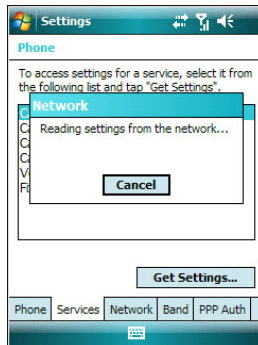 Settings
Phone
To access settings for a service, select it from
the following list and tap "Get Settings".
Network
Reading settings from the network...
Cancel
Get Settings...
Phone Services Network Band PPP Auth